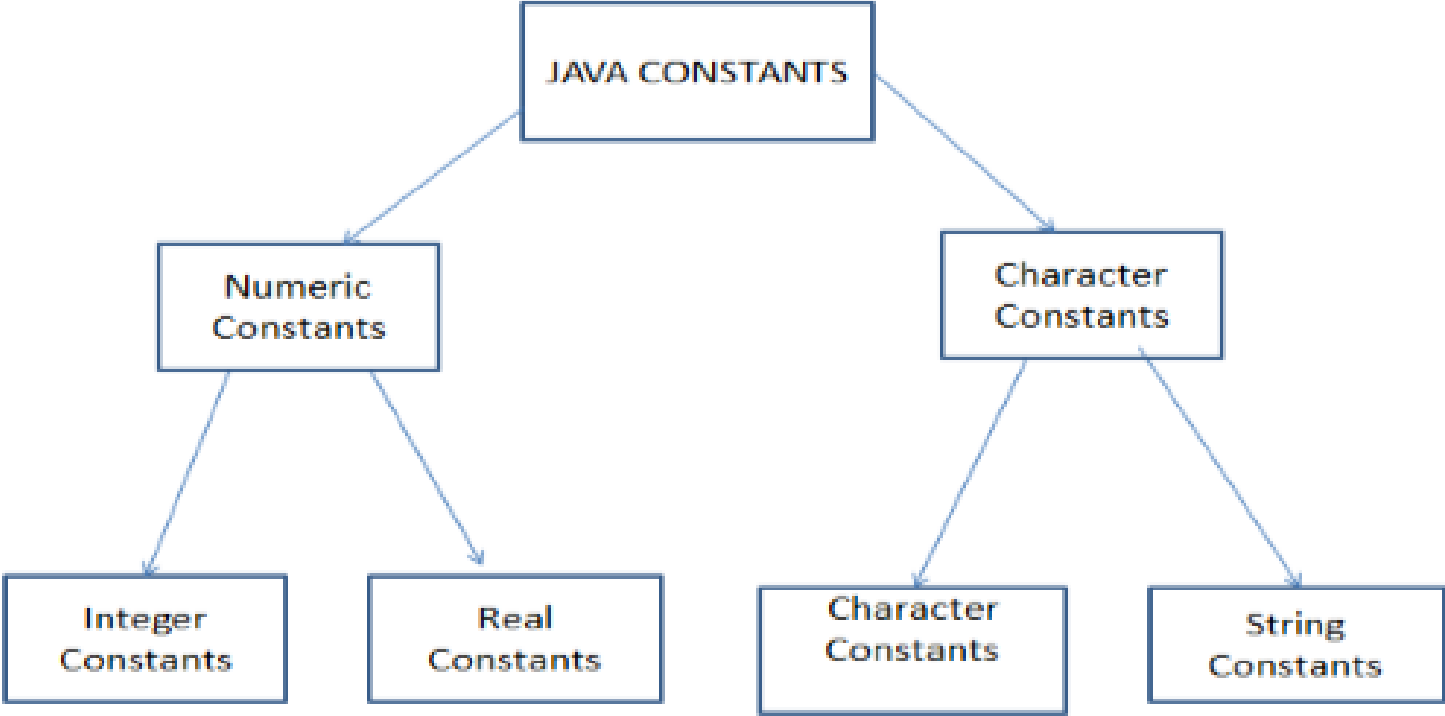 JAVA CONSTANTS
Numeric
Constants
Character
Constants
Integer
Constants
Real
Constants
Character
Constants
String
Constants